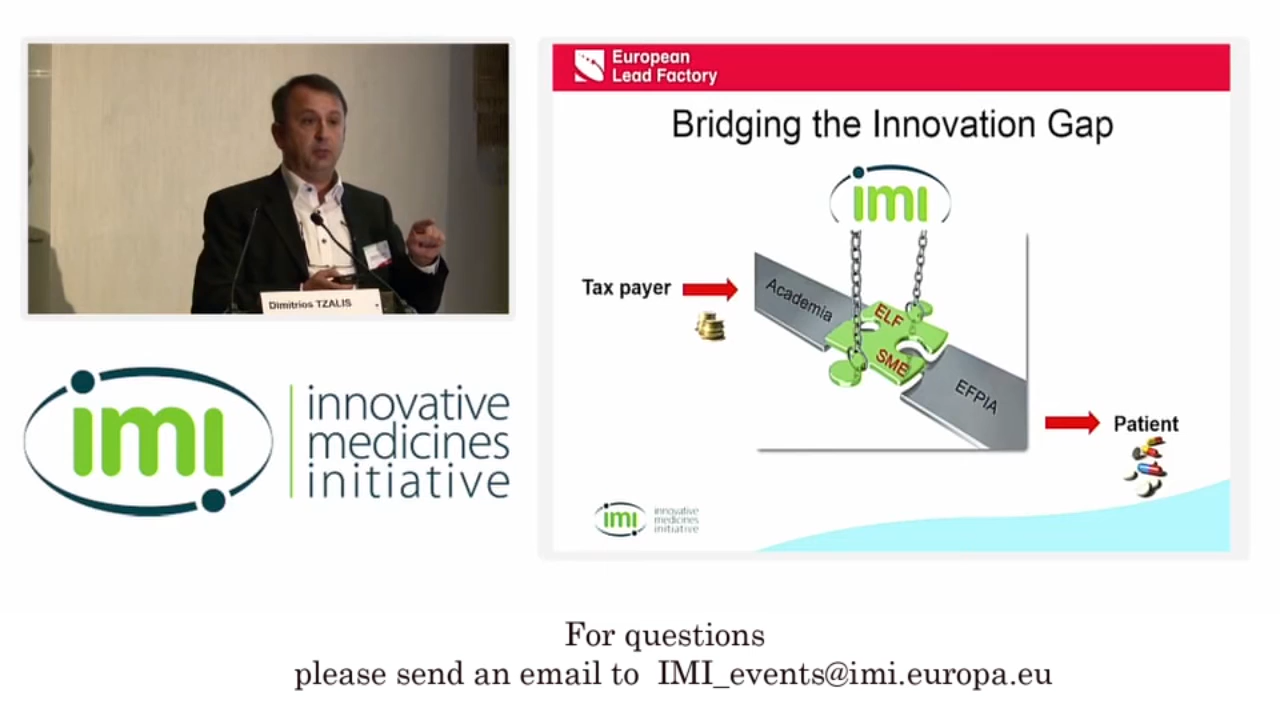 Dimitrios TZALIS
imi
innovative
medicines
initiative
European
Lead Factory
Bridging the Innovation Gap
imi
Tax payer
Academia
ELF
SME
EFPIA
Patient
imi
innovative
medicines
initiative
For questions
please send an email to IMI_events@imi.europa.eu